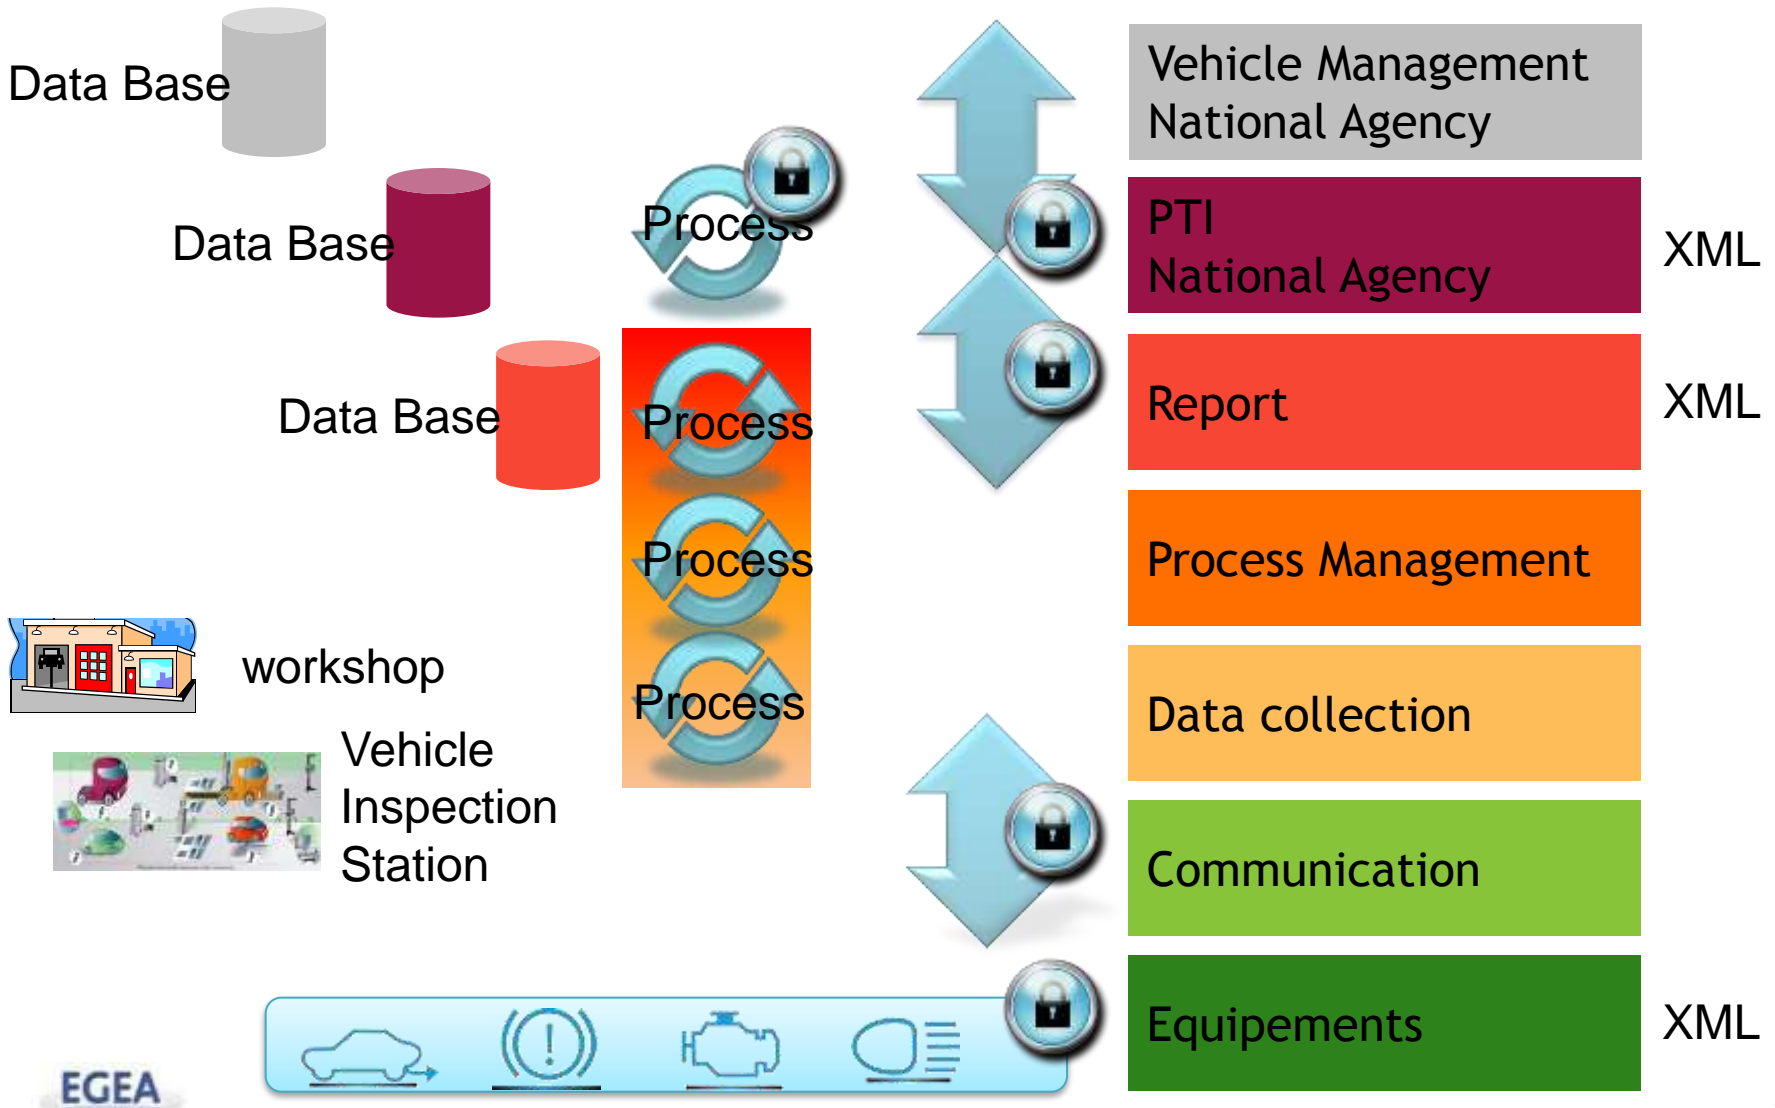 Data Base
Vehicle Management
National Agency
Data Base
Process
PTI
National Agency
XML
Data Base
Process
Report
XML
Process
Process Management
workshop
Process
Data collection
Vehicle
Inspection
Station
Communication
Equipements
XML
EGEA